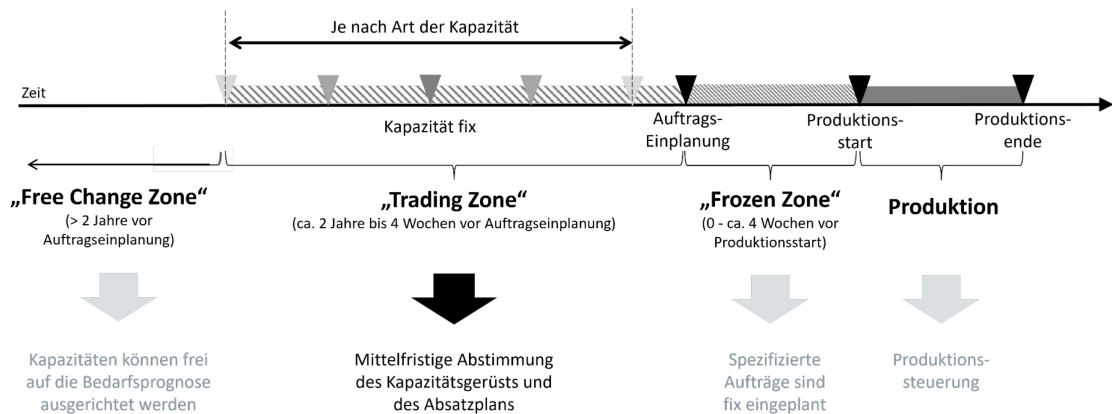 Je nach Art der Kapazität
Zeit
Kapazität fix
Auftrags-
Einplanung
Produktions-
start
Produktions-
ende
„Free Change Zone“
(> 2 Jahre vor
Auftragseinplanung)
„Trading Zone“
(ca. 2 Jahre bis 4 Wochen vor Auftragseinplanung)
„Frozen Zone“
(0 - ca. 4 Wochen vor
Produktionsstart)
Produktion
Kapazitäten können frei
auf die Bedarfsprognose
ausgerichtet werden
Mittelfristige Abstimmung
des Kapazitätsgerüsts und
des Absatzplans
Spezifizierte
Aufträge sind
fix eingeplant
Produktions-
steuerung